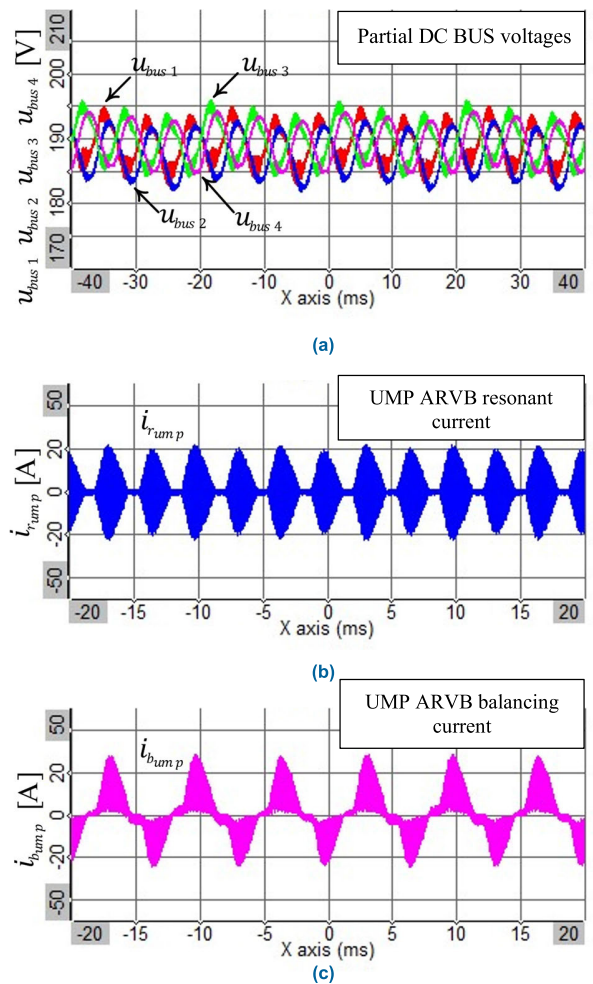 Partial DC BUS voltages
u_bus 1 u_bus 2 u_bus 3 u_bus 4 [V]
210
200
190
180
170
u_bus 1
u_bus 3
u_bus 2
u_bus 4
-40 -30 -20 -10 0 10 20 30 40
X axis (ms)
(a)
UMP ARVB resonant
current
i_r_um p
i_r_um p [A]
50
20
0
-20
-50
-20 -15 -10 -5 0 5 10 15 20
X axis (ms)
(b)
UMP ARVB balancing
current
i_b_um p
i_b_um p [A]
50
20
0
-20
-50
-20 -15 -10 -5 0 5 10 15 20
X axis (ms)
(c)